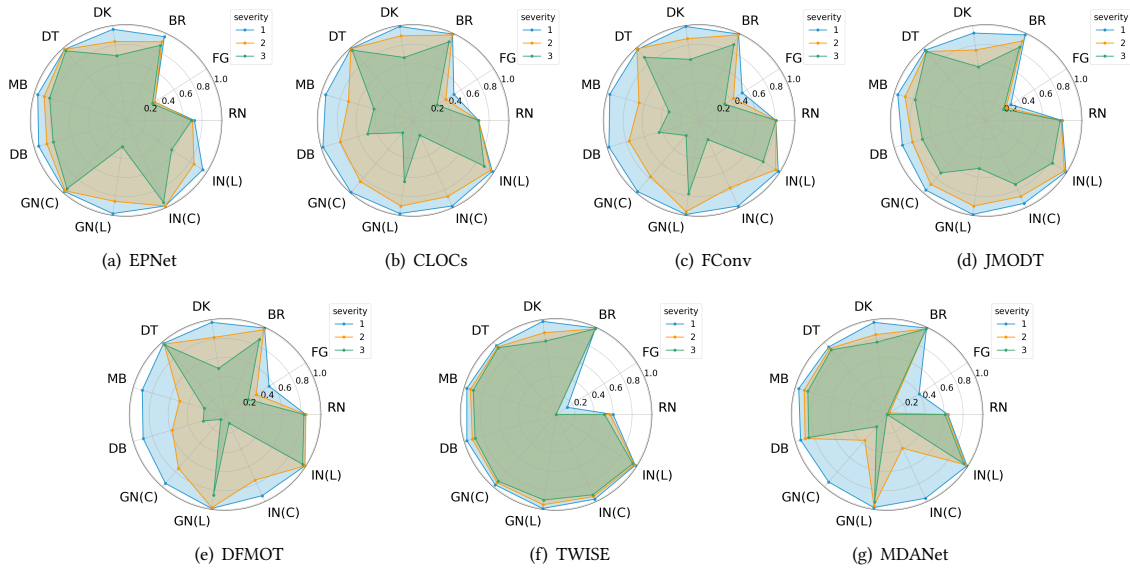 DK
BR
DT
FG
MB
RN
DB
IN(L)
GN(C)
IN(C)
GN(L)
0.2
0.4
0.6
0.8
1.0
severity
1
2
3
(a) EPNet
DK
BR
DT
FG
MB
RN
DB
IN(L)
GN(C)
IN(C)
GN(L)
0.2
0.4
0.6
0.8
1.0
severity
1
2
3
(b) CLOCs
DK
BR
DT
FG
MB
RN
DB
IN(L)
GN(C)
IN(C)
GN(L)
0.2
0.4
0.6
0.8
1.0
severity
1
2
3
(c) FConv
DK
BR
DT
FG
MB
RN
DB
IN(L)
GN(C)
IN(C)
GN(L)
0.2
0.4
0.6
0.8
1.0
severity
1
2
3
(d) JMODT
DK
BR
DT
FG
MB
RN
DB
IN(L)
GN(C)
IN(C)
GN(L)
0.2
0.4
0.6
0.8
1.0
severity
1
2
3
(e) DFMOT
DK
BR
DT
FG
MB
RN
DB
IN(L)
GN(C)
IN(C)
GN(L)
0.2
0.4
0.6
0.8
1.0
severity
1
2
3
(f) TWISE
DK
BR
DT
FG
MB
RN
DB
IN(L)
GN(C)
IN(C)
GN(L)
0.2
0.4
0.6
0.8
1.0
severity
1
2
3
(g) MDANet